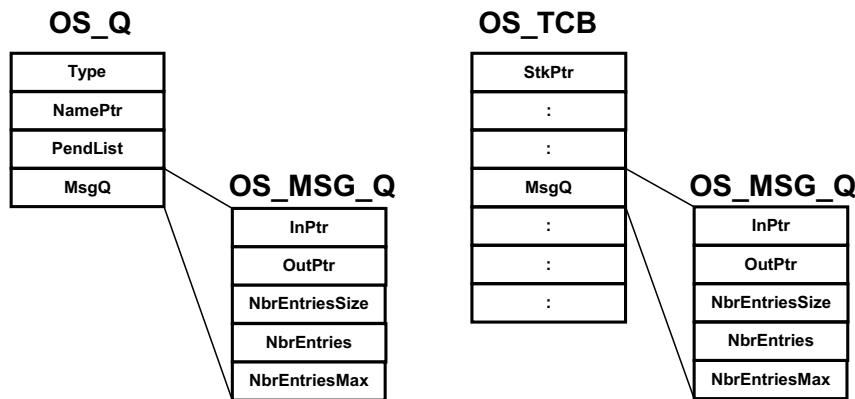 OS_Q
Type
NamePtr
PendList
MsgQ
OS_MSG_Q
InPtr
OutPtr
NbrEntriesSize
NbrEntries
NbrEntriesMax
OS_TCB
StkPtr
:
:
MsgQ
:
:
:
OS_MSG_Q
InPtr
OutPtr
NbrEntriesSize
NbrEntries
NbrEntriesMax